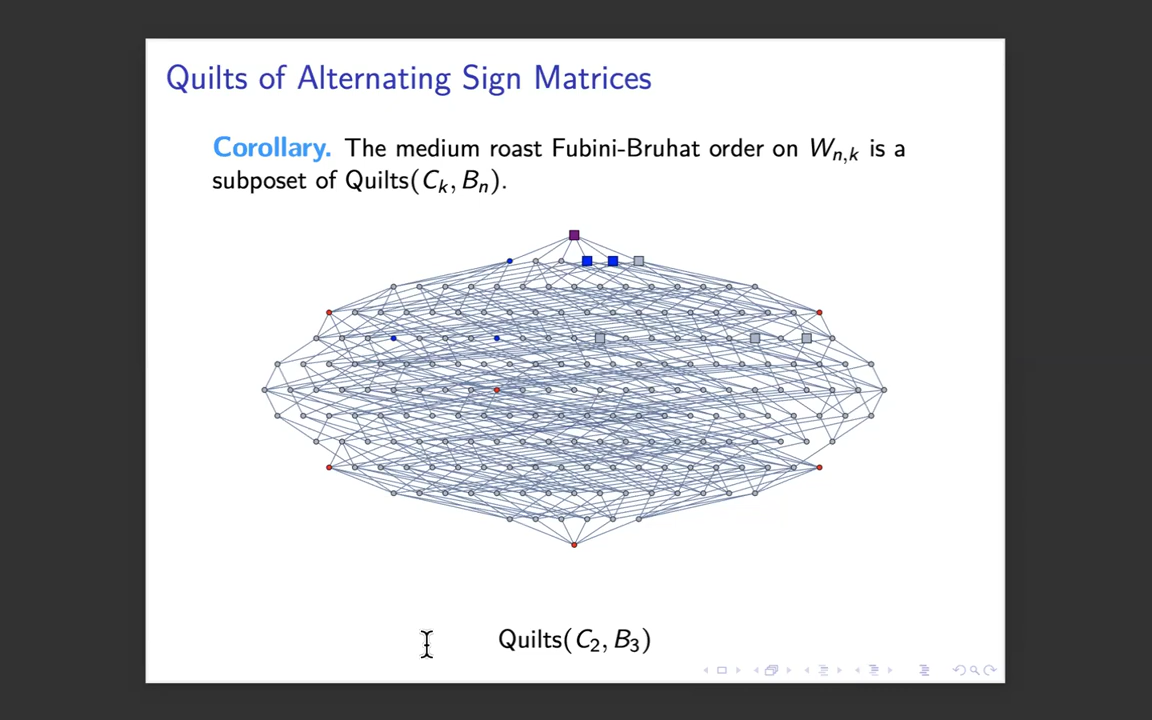 Quilts of Alternating Sign Matrices
Corollary. The medium roast Fubini-Bruhat order on W_{n,k} is a
subposet of Quilts(C_k, B_n).
Quilts(C_2, B_3)